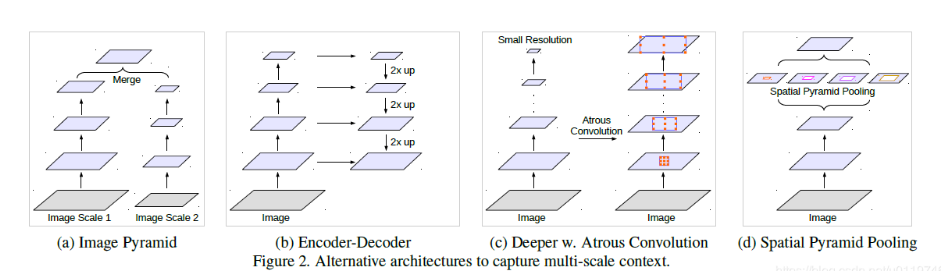 Merge
Image Scale 1
Image Scale 2
(a) Image Pyramid
2x up
2x up
2x up
Image
(b) Encoder-Decoder
Small Resolution
Atrous
Convolution
Image
Image
(c) Deeper w. Atrous Convolution
Spatial Pyramid Pooling
Image
(d) Spatial Pyramid Pooling
Figure 2. Alternative architectures to capture multi-scale context.